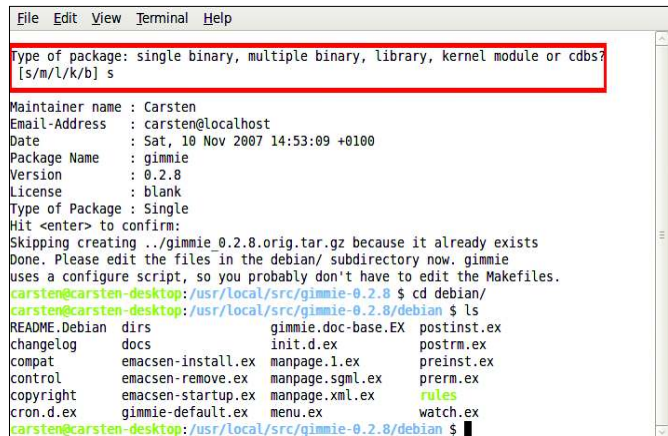 File Edit View Terminal Help
Type of package: single binary, multiple binary, library, kernel module or cdbs?
[s/m/l/k/b] s
Maintainer name : Carsten
Email-Address : carsten@localhost
Date : Sat, 10 Nov 2007 14:53:09 +0100
Package Name : gimmie
Version : 0.2.8
License : blank
Type of Package : Single
Hit <enter> to confirm:
Skipping creating ../gimmie_0.2.8.orig.tar.gz because it already exists
Done. Please edit the files in the debian/ subdirectory now. gimmie
uses a configure script, so you probably don't have to edit the Makefiles.
carsten@carsten-desktop:/usr/local/src/gimmie-0.2.8 $ cd debian/
carsten@carsten-desktop:/usr/local/src/gimmie-0.2.8/debian $ ls
README.Debian dirs gimmie.doc-base.EX postinst.ex
changelog docs init.d.ex postrm.ex
compat emacsen-install.ex manpage.1.ex preinst.ex
control emacsen-remove.ex manpage.sgml.ex prerm.ex
copyright emacsen-startup.ex manpage.xml.ex rules
cron.d.ex gimmie-default.ex menu.ex watch.ex
carsten@carsten-desktop:/usr/local/src/gimmie-0.2.8/debian $